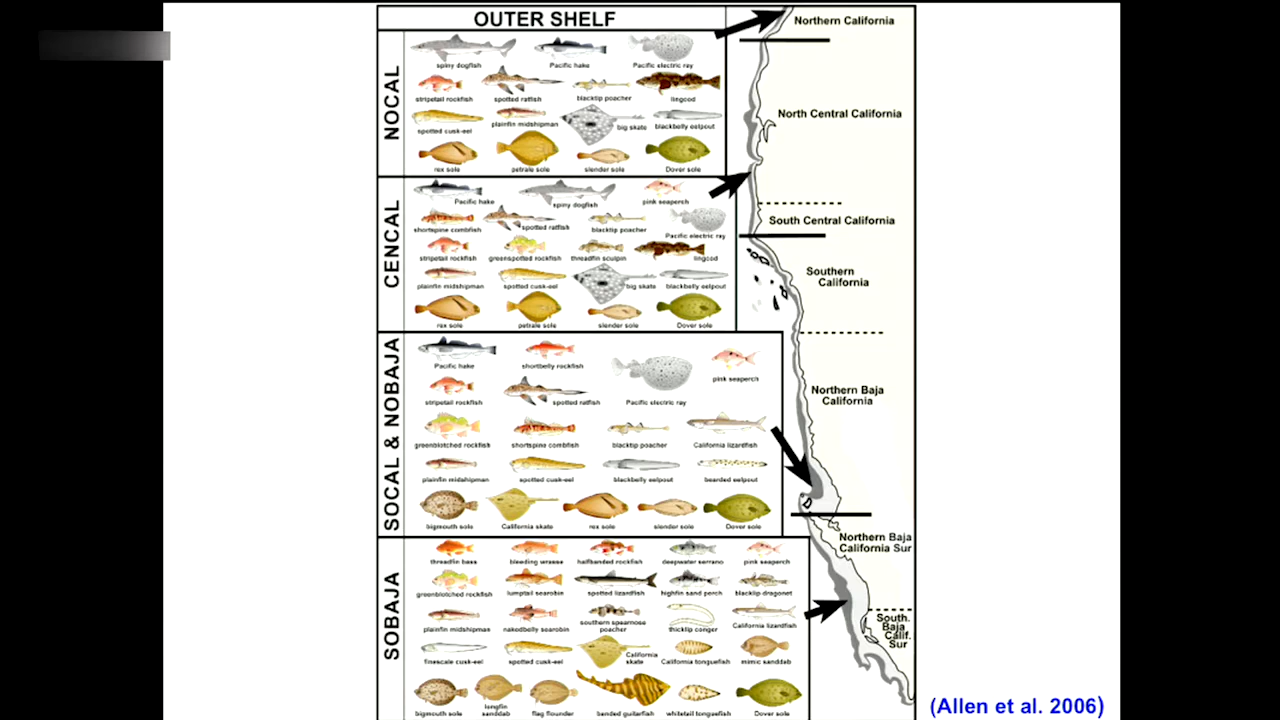 OUTER SHELF
NOCAL
spiny dogfish Pacific hake Pacific electric ray
stripetail rockfish spotted ratfish blacktip poacher lingcod
spotted cusk-eel plainfin midshipman big skate blackbelly eelpout
rex sole petrale sole slender sole Dover sole
CENCAL
Pacific hake spiny dogfish pink seaperch
shortspine combfish spotted ratfish blacktip poacher Pacific electric ray
stripetail rockfish greenspotted rockfish threadfin sculpin lingcod
plainfin midshipman spotted cusk-eel big skate blackbelly eelpout
rex sole petrale sole slender sole Dover sole
SOCAL & NOBAJA
Pacific hake shortbelly rockfish pink seaperch
stripetail rockfish spotted ratfish Pacific electric ray
greenblotched rockfish shortspine combfish blacktip poacher California lizardfish
plainfin midshipman spotted cusk-eel blackbelly eelpout bearded eelpout
bigmouth sole California skate rex sole slender sole Dover sole
SOBAJA
threadfin bass bleeding wrasse halfbanded rockfish deepwater serrano pink seaperch
greenblotched rockfish lumptail searobin spotted lizardfish highfin sand perch blacklip dragonet
plainfin midshipman nakedbelly searobin southern spearnose
poacher
thicklip conger California lizardfish
finescale cusk-eel spotted cusk-eel California
skate
California tonguefish mimic sanddab
bigmouth sole longfin
sanddab
flag flounder banded guitarfish whitetail tonguefish Dover sole
Northern California
North Central California
South Central California
Southern
California
Northern Baja
California
Northern Baja
California Sur
South.
Baja
Calif.
Sur
(Allen et al. 2006)